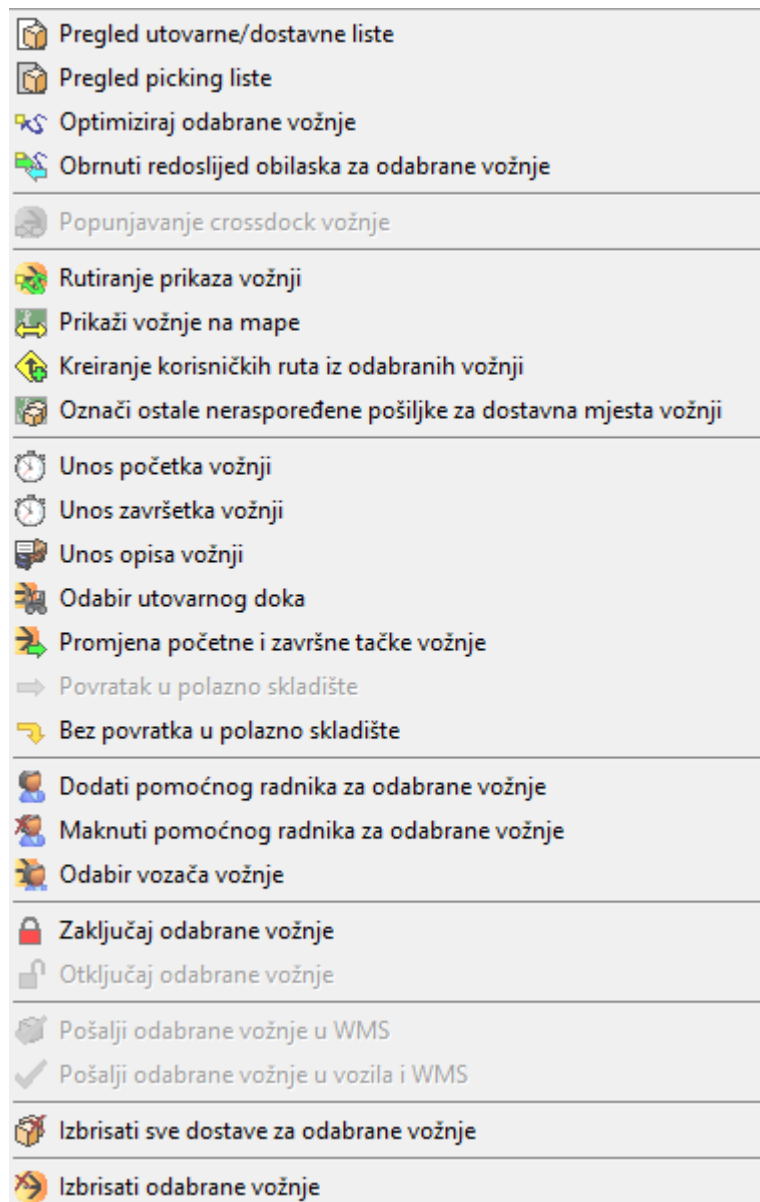 Pregled utovarne/dostavne liste
Pregled picking liste
Optimiziraj odabrane vožnje
Obrnuti redoslijed obilaska za odabrane vožnje
Popunjavanje crossdock vožnje
Rutiranje prikaza vožnji
Prikaži vožnje na mape
Kreiranje korisničkih ruta iz odabranih vožnji
Označi ostale neraspoređene pošiljke za dostavna mjesta vožnji
Unos početka vožnji
Unos završetka vožnji
Unos opisa vožnji
Odabir utovarnog doka
Promjena početne i završne tačke vožnje
Povratak u polazno skladište
Bez povratka u polazno skladište
Dodati pomoćnog radnika za odabrane vožnje
Maknuti pomoćnog radnika za odabrane vožnje
Odabir vozača vožnje
Zaključaj odabrane vožnje
Otključaj odabrane vožnje
Pošalji odabrane vožnje u WMS
Pošalji odabrane vožnje u vozila i WMS
Izbrisati sve dostave za odabrane vožnje
Izbrisati odabrane vožnje